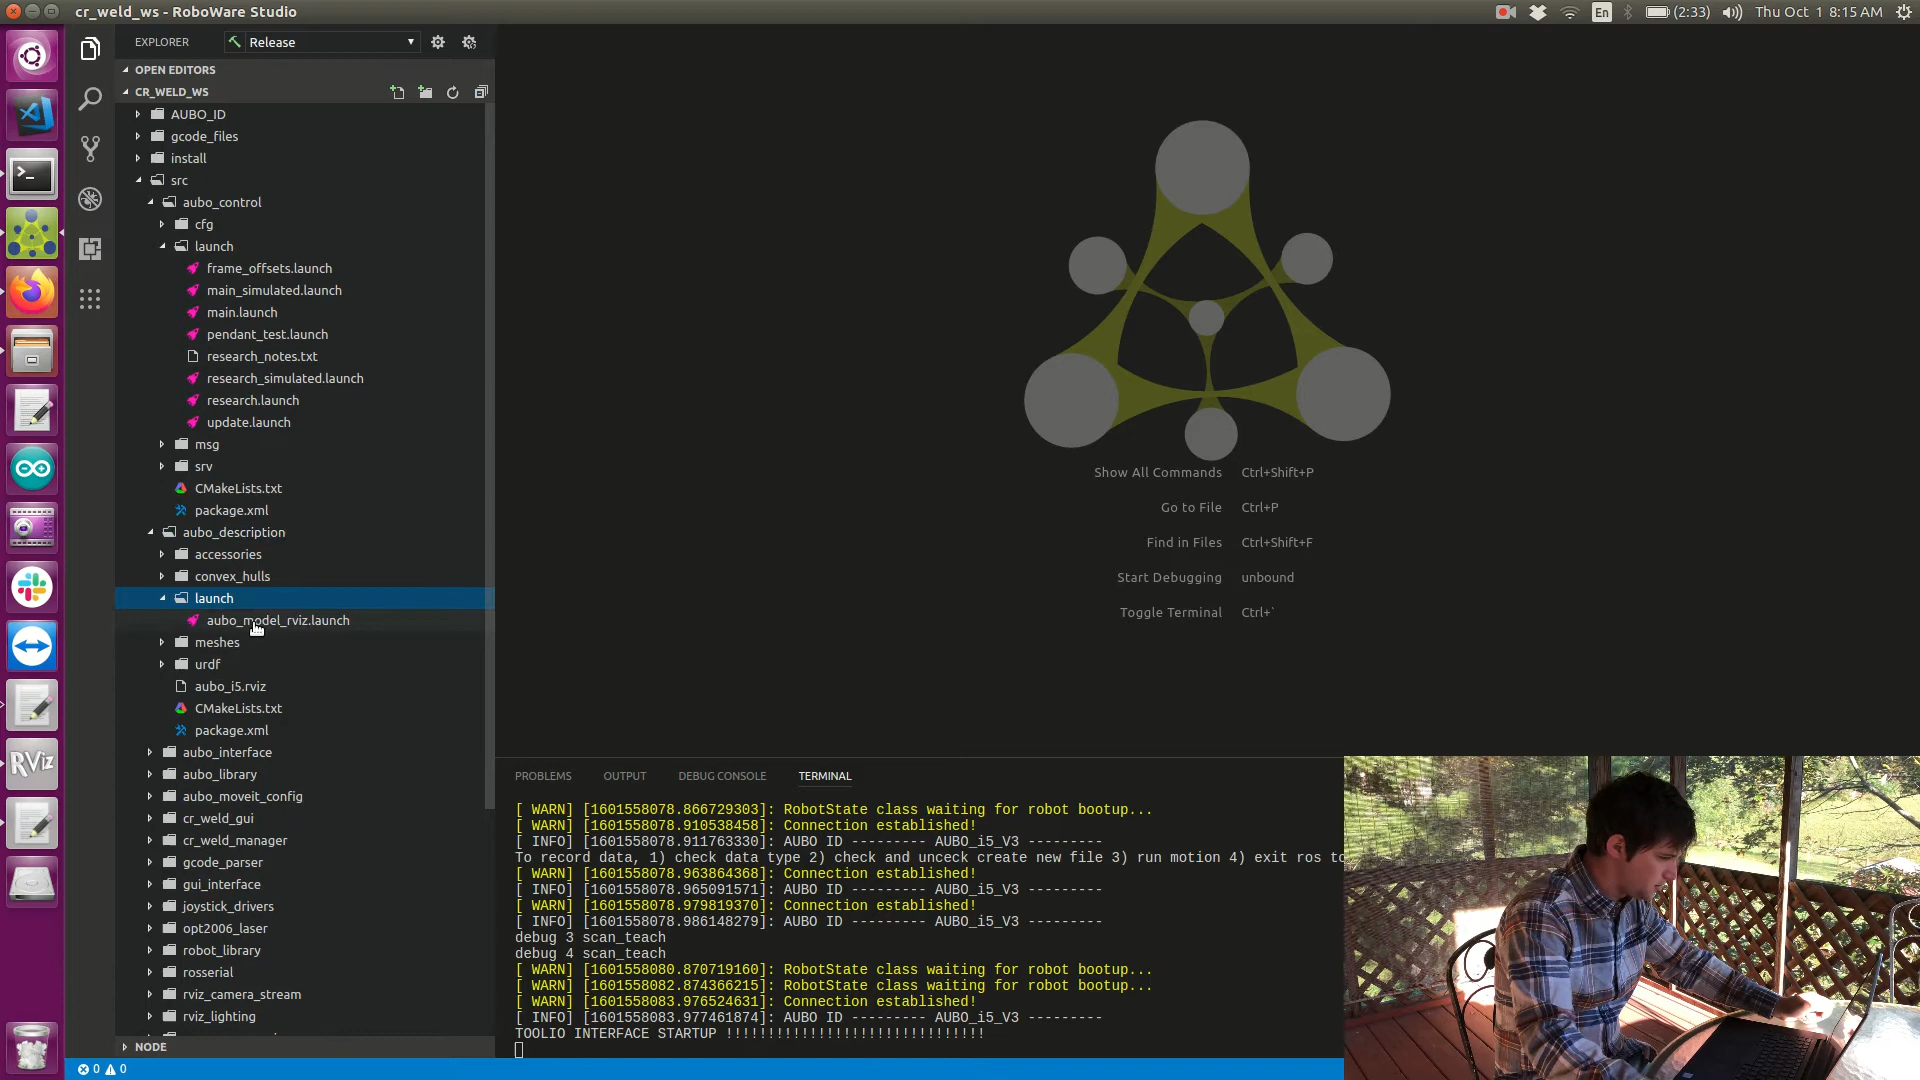 cr_weld_ws - RoboWare Studio
En
(2:33)
Thu Oct 1 8:15 AM
EXPLORER
Release
OPEN EDITORS
CR_WELD_WS
AUBO_ID
gcode_files
install
src
aubo_control
cfg
launch
frame_offsets.launch
main_simulated.launch
main.launch
pendant_test.launch
research_notes.txt
research_simulated.launch
research.launch
update.launch
msg
srv
CMakeLists.txt
package.xml
aubo_description
accessories
convex_hulls
launch
aubo_model_rviz.launch
meshes
urdf
aubo_i5.rviz
CMakeLists.txt
package.xml
aubo_interface
aubo_library
aubo_moveit_config
cr_weld_gui
cr_weld_manager
gcode_parser
gui_interface
joystick_drivers
opt2006_laser
robot_library
rosserial
rviz_camera_stream
rviz_lighting
NODE
0 0
RViz
Show All Commands Ctrl+Shift+P
Go to File Ctrl+P
Find in Files Ctrl+Shift+F
Start Debugging unbound
Toggle Terminal Ctrl+`
PROBLEMS OUTPUT DEBUG CONSOLE TERMINAL
[ WARN] [1601558078.866729303]: RobotState class waiting for robot bootup...
[ WARN] [1601558078.910538458]: Connection established!
[ INFO] [1601558078.911763330]: AUBO ID --------- AUBO_i5_V3 ---------
To record data, 1) check data type 2) check and unceck create new file 3) run motion 4) exit ros to
[ WARN] [1601558078.963864368]: Connection established!
[ INFO] [1601558078.965091571]: AUBO ID --------- AUBO_i5_V3 ---------
[ WARN] [1601558078.979819370]: Connection established!
[ INFO] [1601558078.986148279]: AUBO ID --------- AUBO_i5_V3 ---------
debug 3 scan_teach
debug 4 scan_teach
[ WARN] [1601558080.870719160]: RobotState class waiting for robot bootup...
[ WARN] [1601558082.874366215]: RobotState class waiting for robot bootup...
[ WARN] [1601558083.976524631]: Connection established!
[ INFO] [1601558083.977461874]: AUBO ID --------- AUBO_i5_V3 ---------
TOOLIO INTERFACE STARTUP !!!!!!!!!!!!!!!!!!!!!!!!!!!!!!